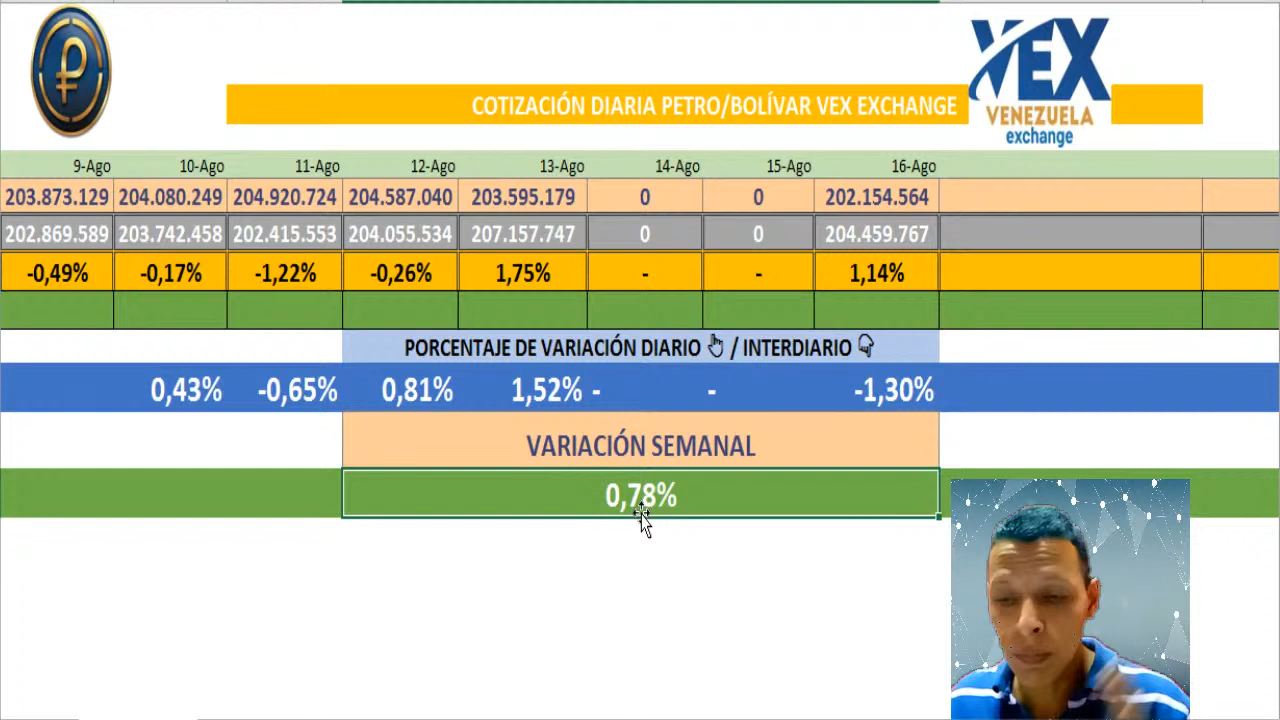 VEX
VENEZUELA
exchange
COTIZACIÓN DIARIA PETRO/BOLÍVAR VEX EXCHANGE
9-Ago 10-Ago 11-Ago 12-Ago 13-Ago 14-Ago 15-Ago 16-Ago
203.873.129 204.080.249 204.920.724 204.587.040 203.595.179 0 0 202.154.564
202.869.589 203.742.458 202.415.553 204.055.534 207.157.747 0 0 204.459.767
-0,49% -0,17% -1,22% -0,26% 1,75% - - 1,14%
PORCENTAJE DE VARIACIÓN DIARIO 👆 / INTERDIARIO 👇
0,43% -0,65% 0,81% 1,52% - - -1,30%
VARIACIÓN SEMANAL
0,78%